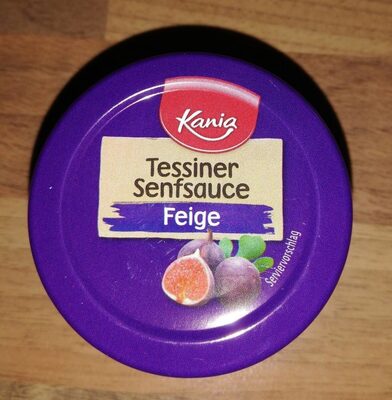 Kania
Tessiner
Senfsauce
Feige
Serviervorschlag